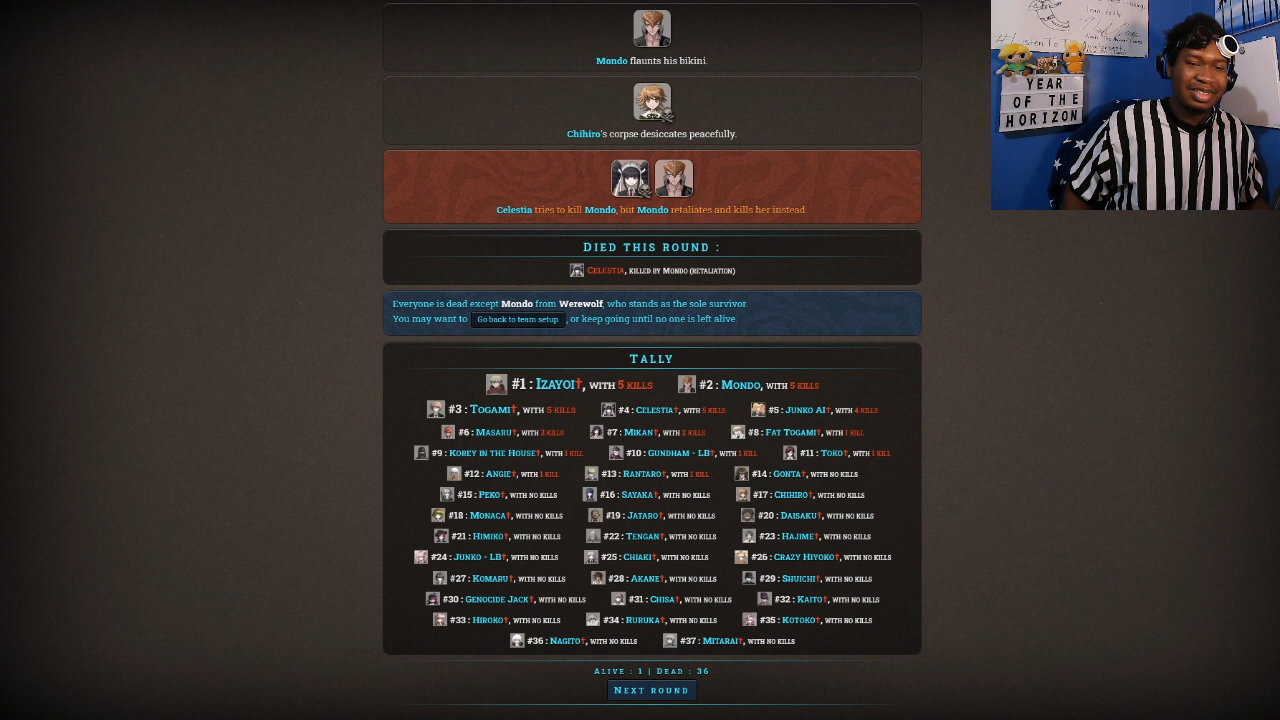 Mondo flaunts his bikini.
Chihiro's corpse desiccates peacefully.
Celestia tries to kill Mondo, but Mondo retaliates and kills her instead.
DIED THIS ROUND :
CELESTIA, KILLED BY MONDO (RETALIATION)
Everyone is dead except Mondo from Werewolf, who stands as the sole survivor.
You may want to Go back to team setup, or keep going until no one is left alive.
TALLY
#1 : IZAYOI†, WITH 5 KILLS #2 : MONDO, WITH 5 KILLS
#3 : TOGAMI†, WITH 5 KILLS #4 : CELESTIA†, WITH 5 KILLS #5 : JUNKO AI†, WITH 4 KILLS
#6 : MASARU†, WITH 3 KILLS #7 : MIKAN†, WITH 2 KILLS #8 : FAT TOGAMI†, WITH 1 KILL
#9 : KOREY IN THE HOUSE†, WITH 1 KILL #10 : GUNDHAM - LB†, WITH 1 KILL #11 : TOKO†, WITH 1 KILL
#12 : ANGIE†, WITH 1 KILL #13 : RANTARO†, WITH 1 KILL #14 : GONTA†, WITH NO KILLS
#15 : PEKO†, WITH NO KILLS #16 : SAYAKA†, WITH NO KILLS #17 : CHIHIRO†, WITH NO KILLS
#18 : MONACA†, WITH NO KILLS #19 : JATARO†, WITH NO KILLS #20 : DAISAKU†, WITH NO KILLS
#21 : HIMIKO†, WITH NO KILLS #22 : TENGAN†, WITH NO KILLS #23 : HAJIME†, WITH NO KILLS
#24 : JUNKO - LB†, WITH NO KILLS #25 : CHIAKI†, WITH NO KILLS #26 : CRAZY HIYOKO†, WITH NO KILLS
#27 : KOMARU†, WITH NO KILLS #28 : AKANE†, WITH NO KILLS #29 : SHUICHI†, WITH NO KILLS
#30 : GENOCIDE JACK†, WITH NO KILLS #31 : CHISA†, WITH NO KILLS #32 : KAITO†, WITH NO KILLS
#33 : HIROKO†, WITH NO KILLS #34 : RURUKA†, WITH NO KILLS #35 : KOTOKO†, WITH NO KILLS
#36 : NAGITO†, WITH NO KILLS #37 : MITARAI†, WITH NO KILLS
ALIVE : 1 | DEAD : 36
NEXT ROUND
YEAR
OF THE
HORIZON